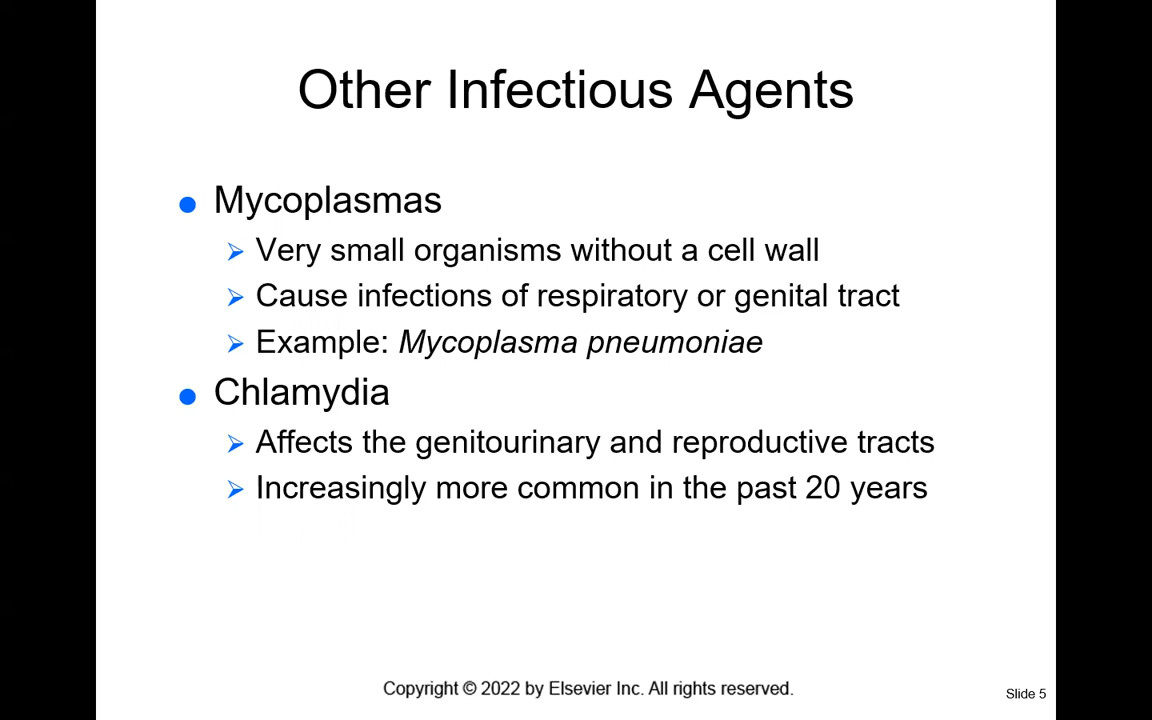 Other Infectious Agents
Mycoplasmas
Very small organisms without a cell wall
Cause infections of respiratory or genital tract
Example: Mycoplasma pneumoniae
Chlamydia
Affects the genitourinary and reproductive tracts
Increasingly more common in the past 20 years
Copyright © 2022 by Elsevier Inc. All rights reserved.
Slide 5